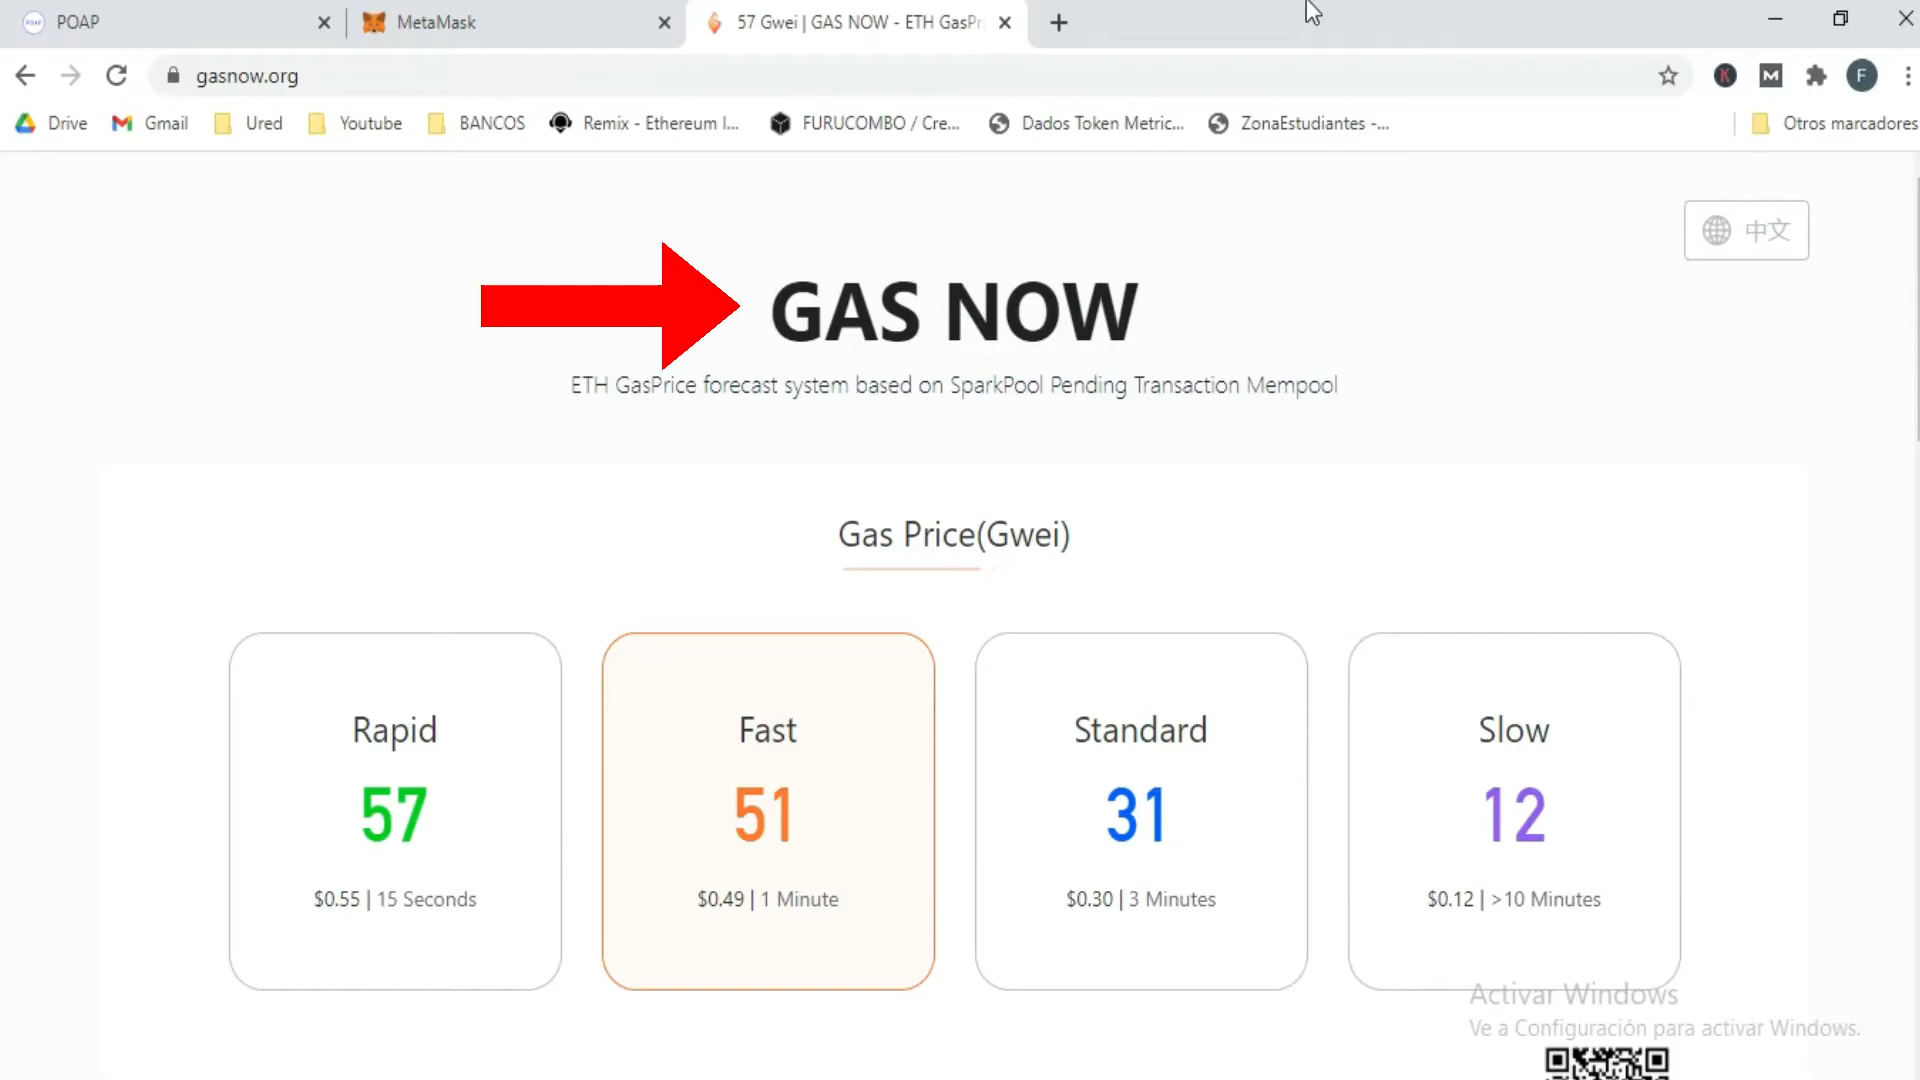 POAP
MetaMask
57 Gwei | GAS NOW - ETH GasPr
gasnow.org
F
Drive
Gmail
Ured
Youtube
BANCOS
Remix - Ethereum I...
FURUCOMBO / Cre...
Dados Token Metric...
ZonaEstudiantes -...
Otros marcadores
中文
GAS NOW
ETH GasPrice forecast system based on SparkPool Pending Transaction Mempool
Gas Price(Gwei)
Rapid
57
$0.55 | 15 Seconds
Fast
51
$0.49 | 1 Minute
Standard
31
$0.30 | 3 Minutes
Slow
12
$0.12 | >10 Minutes
Activar Windows
Ve a Configuración para activar Windows.